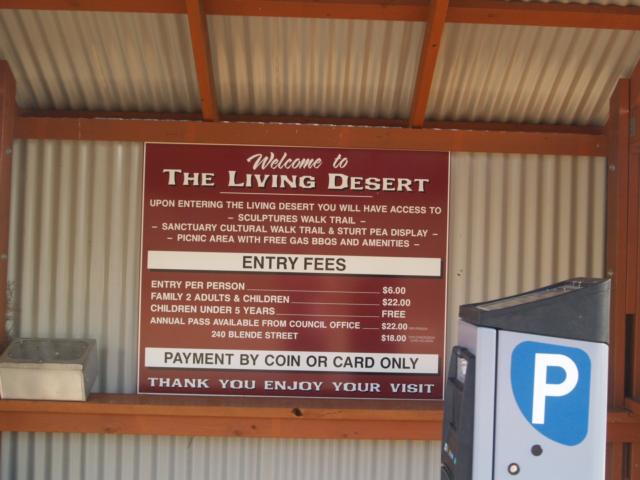 Welcome to
THE LIVING DESERT
UPON ENTERING THE LIVING DESERT YOU WILL HAVE ACCESS TO
– SCULPTURES WALK TRAIL –
– SANCTUARY CULTURAL WALK TRAIL & STURT PEA DISPLAY –
– PICNIC AREA WITH FREE GAS BBQS AND AMENITIES –
ENTRY FEES
ENTRY PER PERSON $6.00
FAMILY 2 ADULTS & CHILDREN $22.00
CHILDREN UNDER 5 YEARS FREE
ANNUAL PASS AVAILABLE FROM COUNCIL OFFICE $22.00
240 BLENDE STREET $18.00
PAYMENT BY COIN OR CARD ONLY
THANK YOU ENJOY YOUR VISIT
P